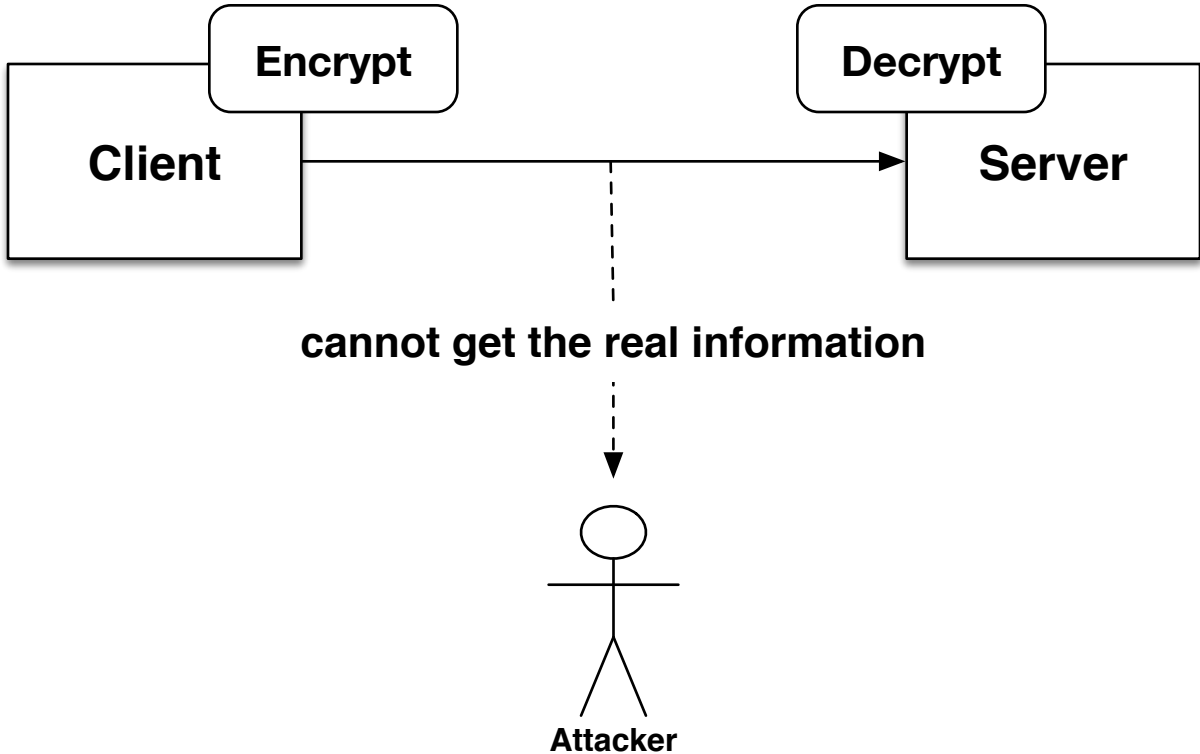 Encrypt
Decrypt
Client
Server
cannot get the real information
Attacker